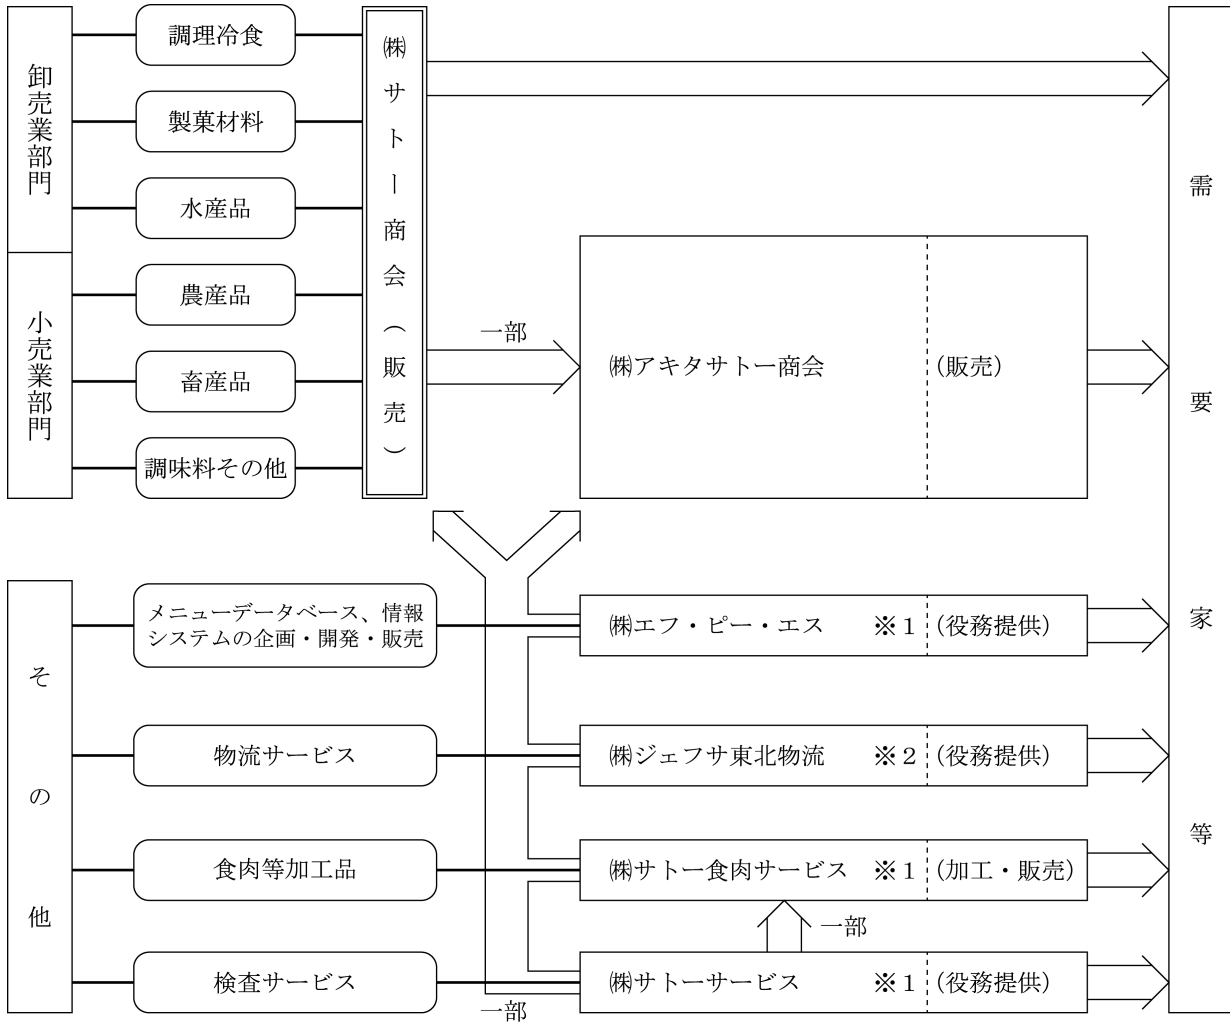 卸売業部門
小売業部門
調理冷食
製菓材料
水産品
農産品
畜産品
調味料その他
㈱サトー商会（販売）
一部
㈱アキタサトー商会
（販売）
その他
メニューデータベース、情報
システムの企画・開発・販売
㈱エフ・ピー・エス ※１
（役務提供）
物流サービス
㈱ジェフサ東北物流 ※２
（役務提供）
食肉等加工品
㈱サトー食肉サービス ※１
（加工・販売）
一部
検査サービス
㈱サトーサービス ※１
（役務提供）
一部
需要家等